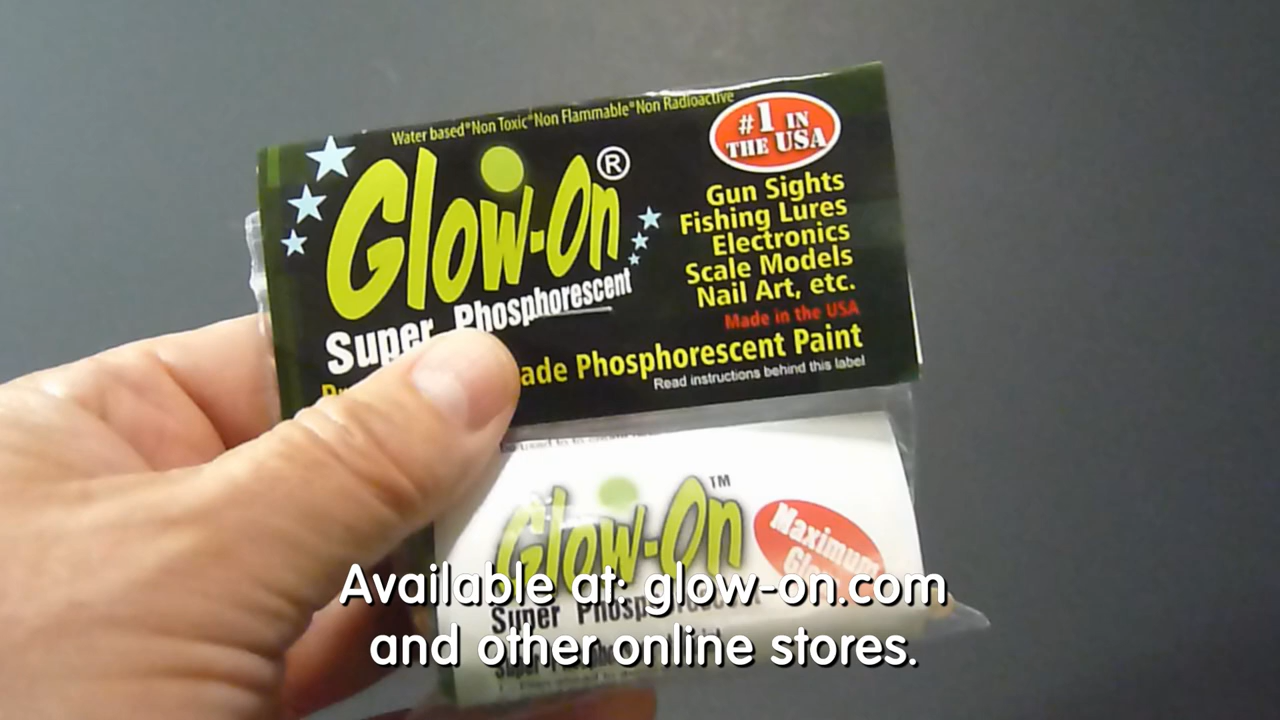 Water based*Non Toxic*Non Flammable*Non Radioactive
#1 IN
THE USA
Glow-On®
Super Phosphorescent
Gun Sights
Fishing Lures
Electronics
Scale Models
Nail Art, etc.
Made in the USA
ade Phosphorescent Paint
Read instructions behind this label
Glow-On™
Maximum
Glow
Super Phosphorescent
Available at: glow-on.com
and other online stores.